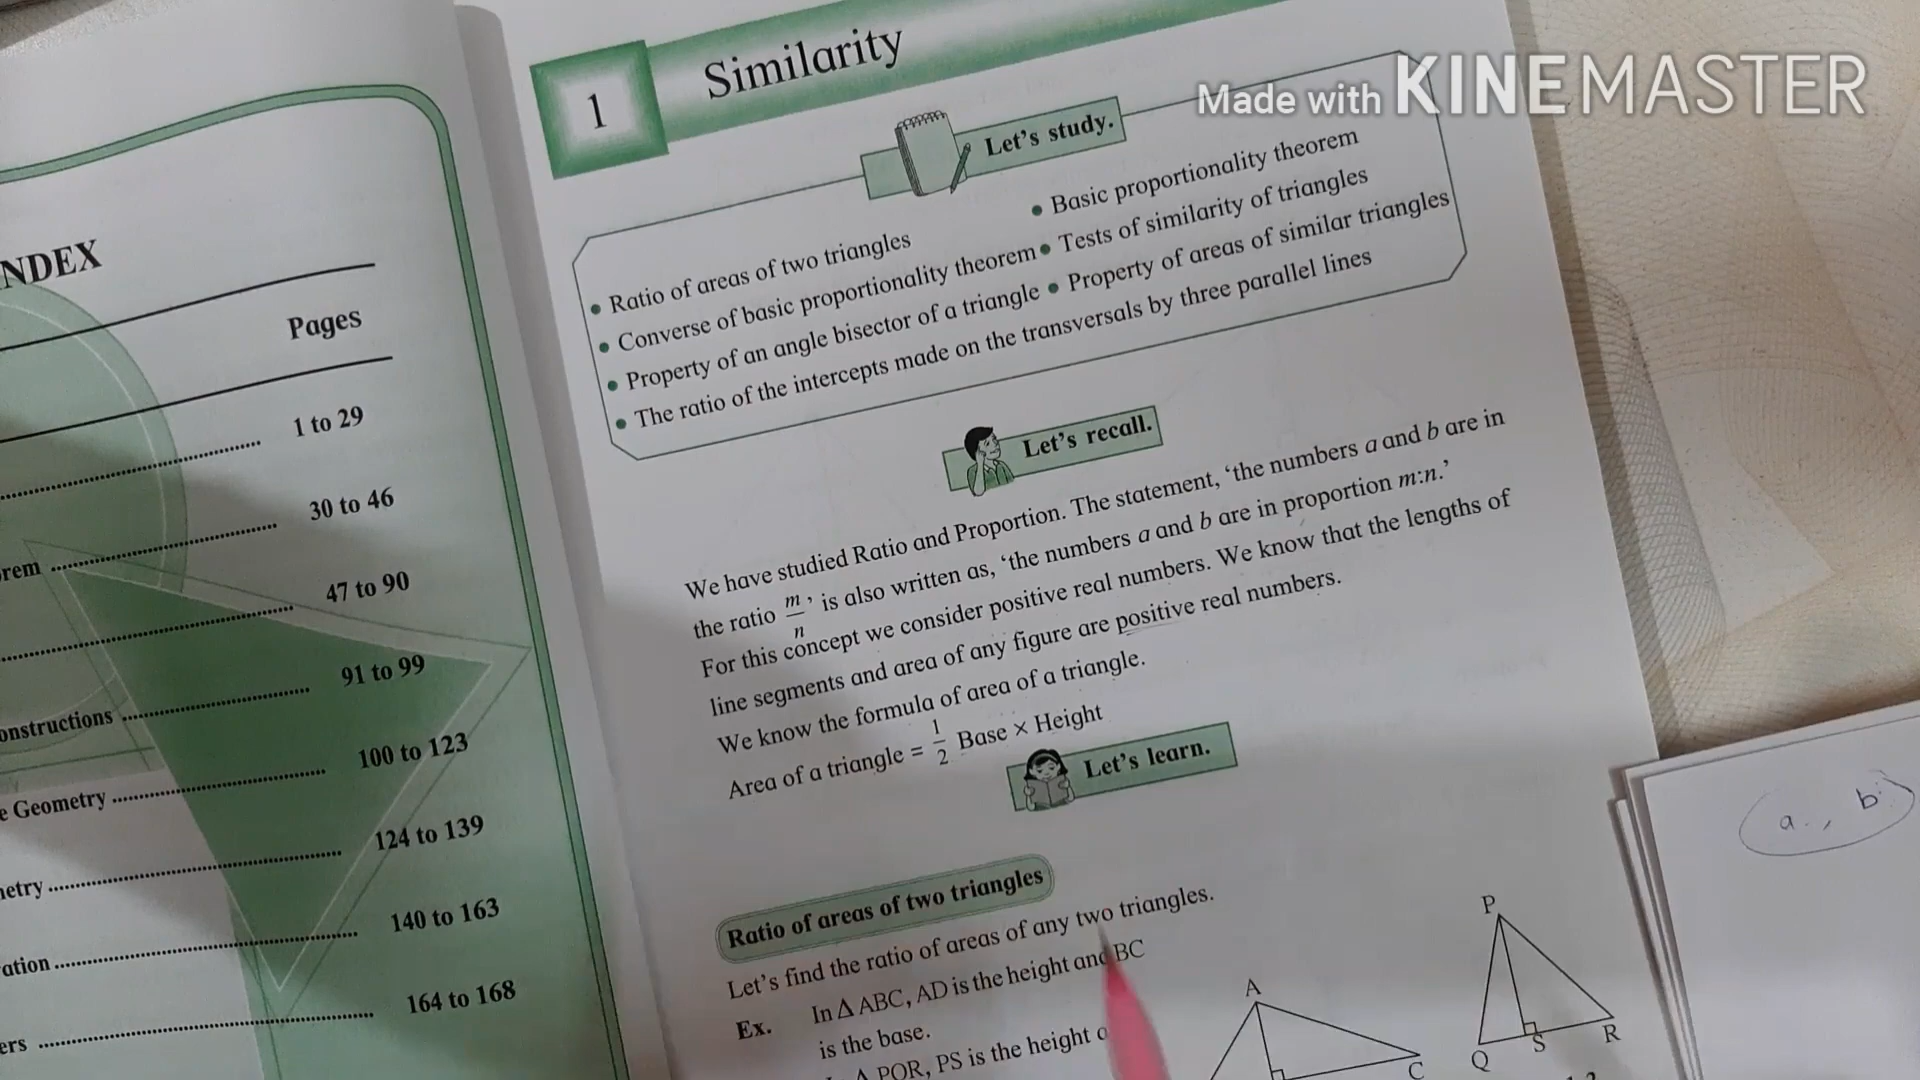 NDEX
Pages
1 to 29
30 to 46
rem
47 to 90
91 to 99
onstructions
100 to 123
e Geometry
124 to 139
netry
140 to 163
ation
164 to 168
ers
1 Similarity
Made with KINEMASTER
Let's study.
• Ratio of areas of two triangles • Basic proportionality theorem
• Converse of basic proportionality theorem • Tests of similarity of triangles
• Property of an angle bisector of a triangle • Property of areas of similar triangles
• The ratio of the intercepts made on the transversals by three parallel lines
Let's recall.
We have studied Ratio and Proportion. The statement, 'the numbers a and b are in
the ratio m/n' is also written as, 'the numbers a and b are in proportion m:n.'
For this concept we consider positive real numbers. We know that the lengths of
line segments and area of any figure are positive real numbers.
We know the formula of area of a triangle.
Area of a triangle = 1/2 Base × Height
Let's learn.
a., b
Ratio of areas of two triangles
Let's find the ratio of areas of any two triangles.
Ex. In Δ ABC, AD is the height and BC
is the base.
Δ PQR, PS is the height
A
C
P
Q
S
R